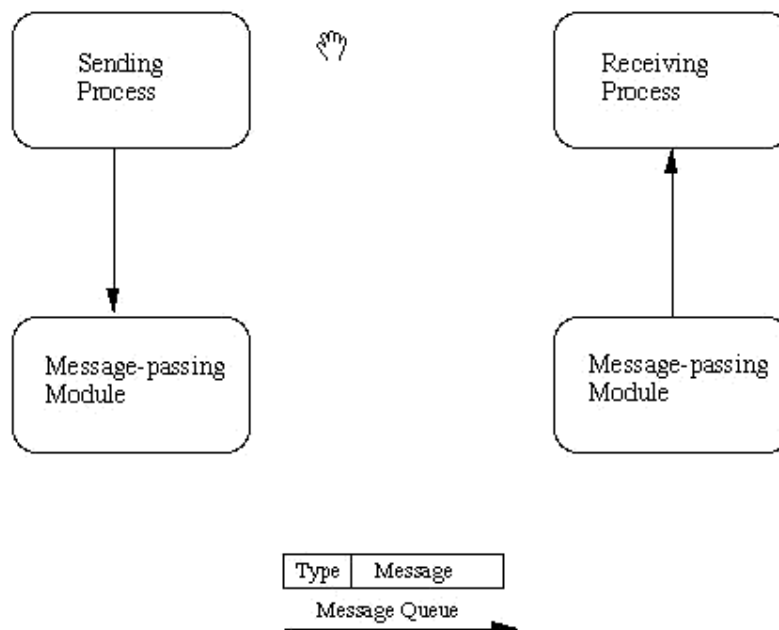 Sending
Process
Receiving
Process
Message-passing
Module
Message-passing
Module
Type Message
Message Queue